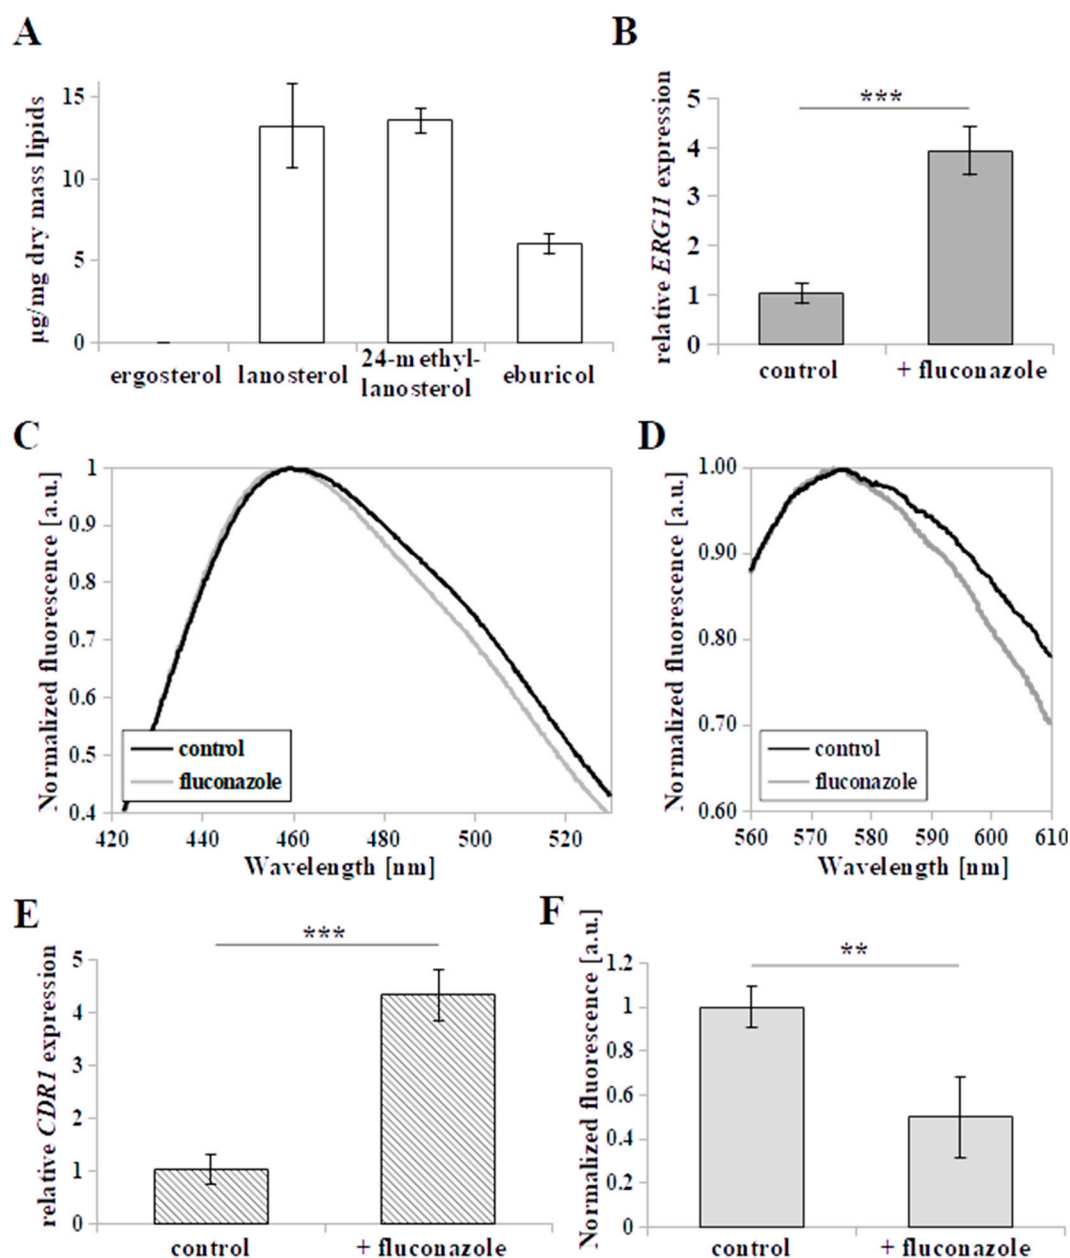 A
µg/mg dry mass lipids
15
10
5
0
ergosterol
lanosterol
24-methyl-
lanosterol
eburicol
B
relative ERG11 expression
***
5
4
3
2
1
0
control
+ fluconazole
C
Normalized fluorescence [a.u.]
1
0.9
0.8
0.7
0.6
0.5
0.4
control
fluconazole
420 440 460 480 500 520
Wavelength [nm]
D
Normalized fluorescence [a.u.]
1.00
0.90
0.80
0.70
0.60
control
fluconazole
560 570 580 590 600 610
Wavelength [nm]
E
relative CDR1 expression
***
5
4
3
2
1
0
control
+ fluconazole
F
Normalized fluorescence [a.u.]
**
1.2
1
0.8
0.6
0.4
0.2
0
control
+ fluconazole